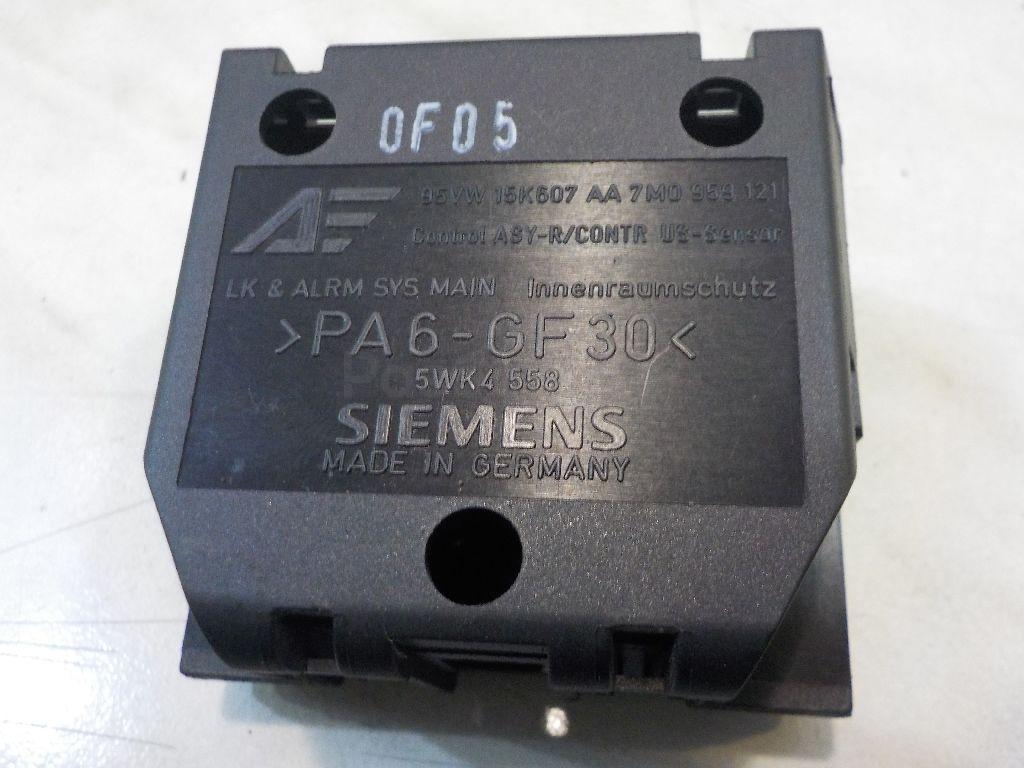 0F05
AF 95VW 15K607 AA 7M0 959 121
Control ASY-R/CONTR US-Sensor
LK & ALRM SYS MAIN Innenraumschutz
>PA6-GF30<
5WK4 558
SIEMENS
MADE IN GERMANY